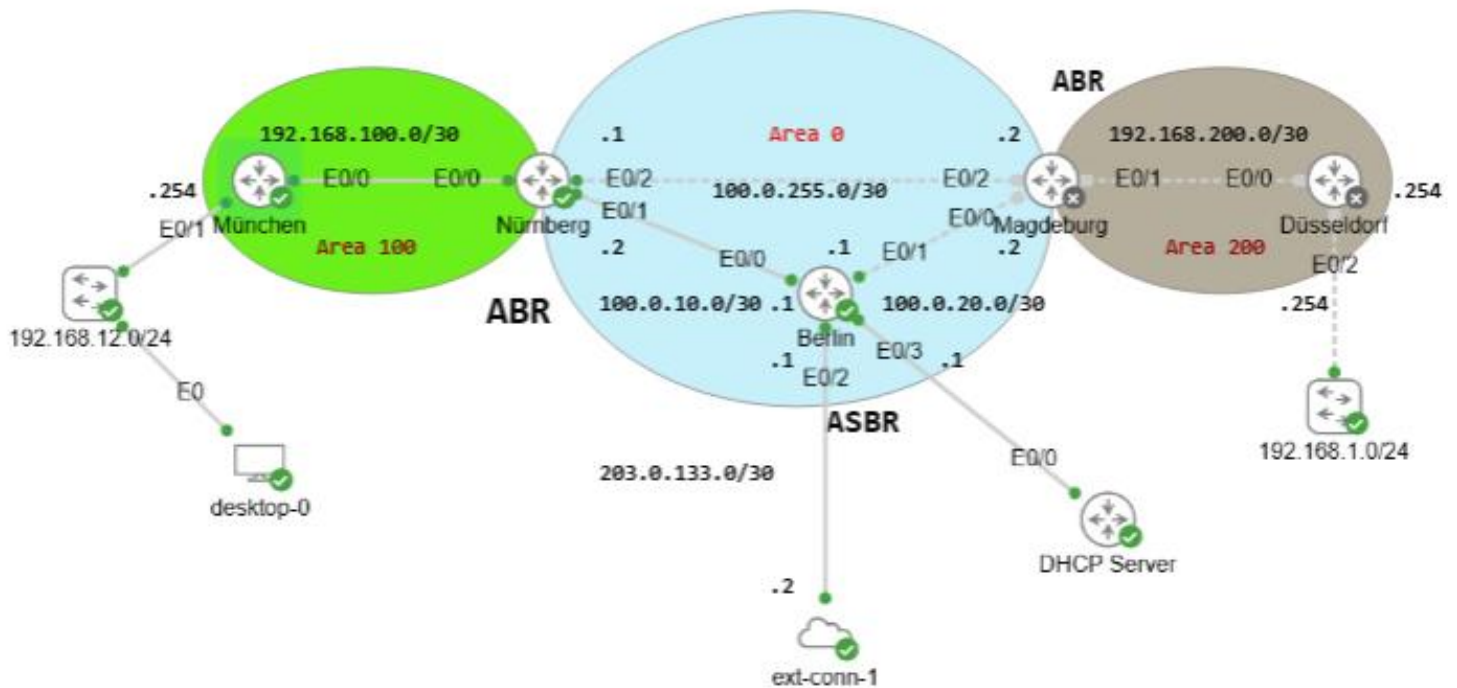 ABR
192.168.100.0/30
.1
Area 0
.2
192.168.200.0/30
.254
E0/0
E0/0
E0/2
100.0.255.0/30
E0/2
E0/1
E0/0
.254
E0/1
München
Nürnberg
E0/1
E0/0
Magdeburg
Düsseldorf
Area 100
.2
E0/0
.1
E0/1
.2
Area 200
E0/2
ABR
100.0.10.0/30
.1
100.0.20.0/30
.254
192.168.12.0/24
Berlin
E0/3
.1
.1
E0/2
E0
ASBR
192.168.1.0/24
203.0.133.0/30
E0/0
desktop-0
DHCP Server
.2
ext-conn-1